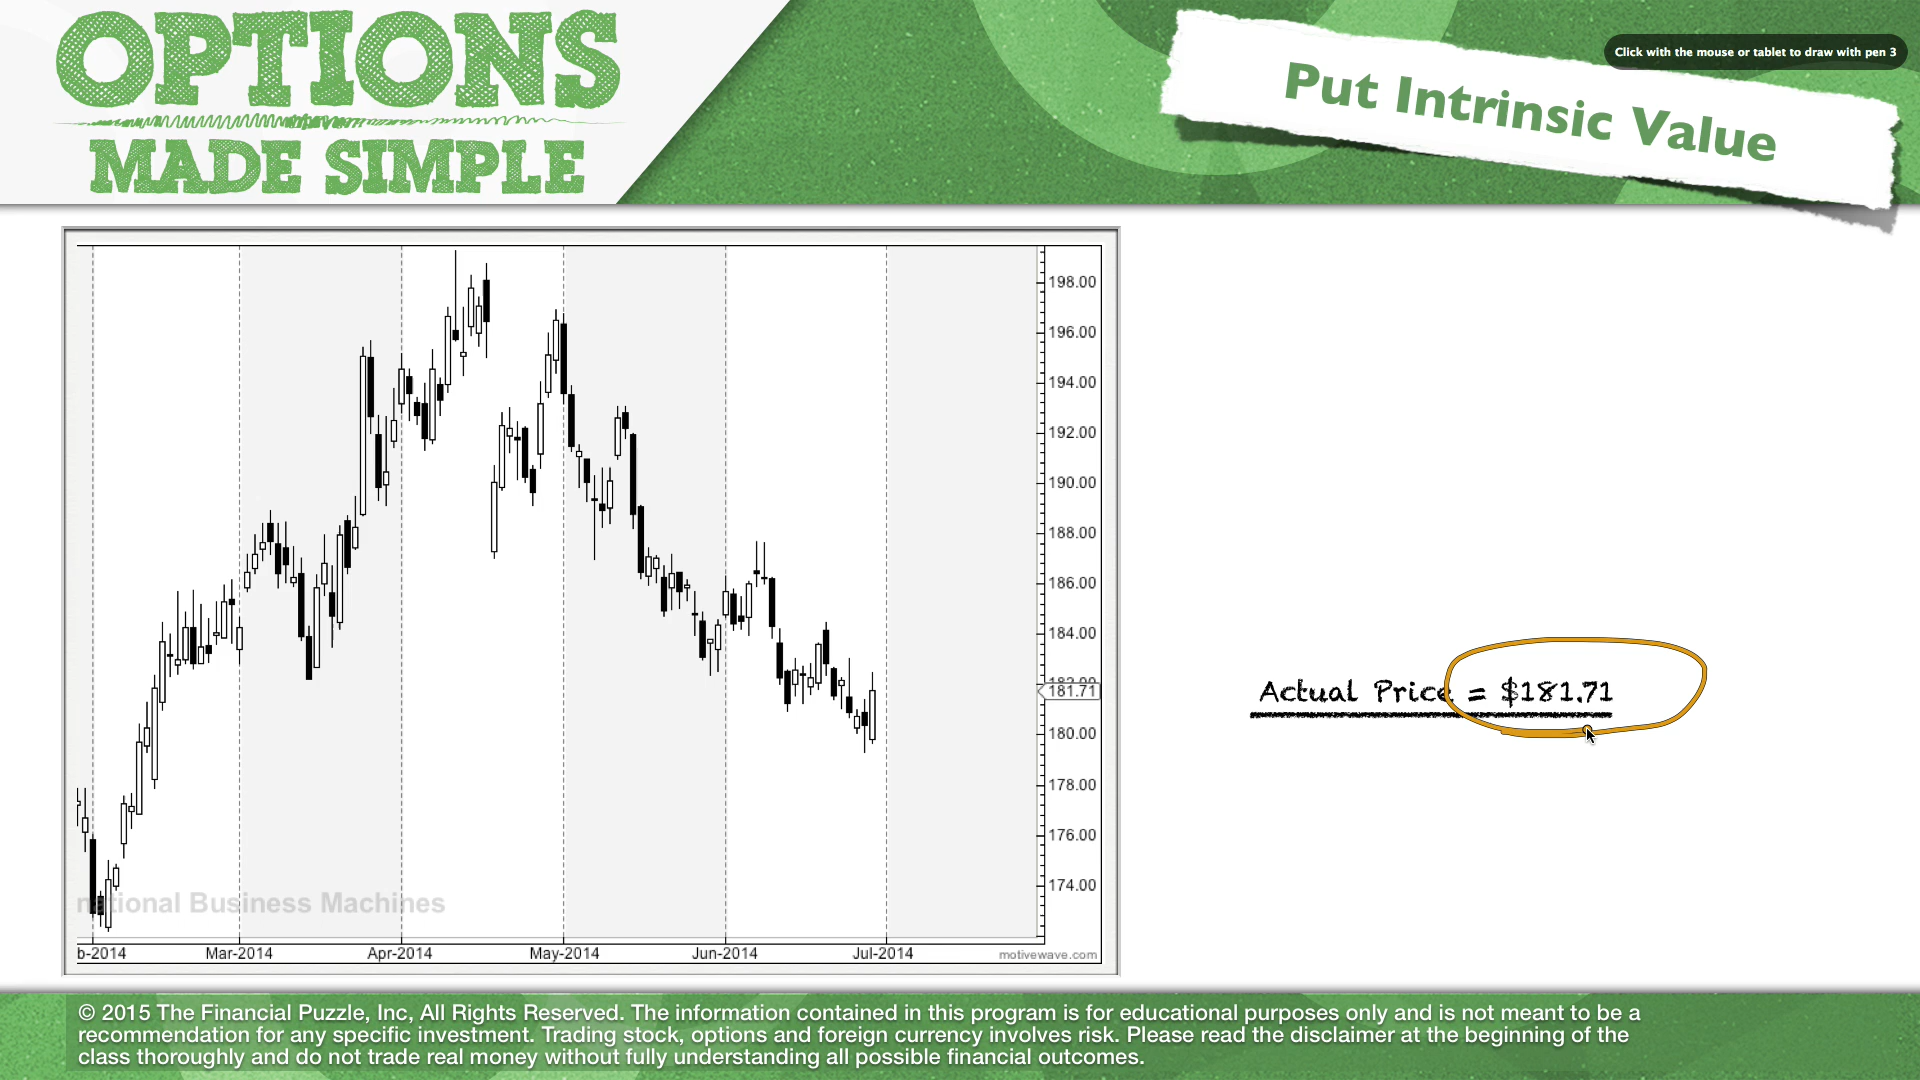 OPTIONS
MADE SIMPLE
Click with the mouse or tablet to draw with pen 3
Put Intrinsic Value
198.00
196.00
194.00
192.00
190.00
188.00
186.00
184.00
182.00
181.71
180.00
178.00
176.00
174.00
Actual Price = $181.71
national Business Machines
b-2014 Mar-2014 Apr-2014 May-2014 Jun-2014 Jul-2014 motivewave.com
© 2015 The Financial Puzzle, Inc, All Rights Reserved. The information contained in this program is for educational purposes only and is not meant to be a
recommendation for any specific investment. Trading stock, options and foreign currency involves risk. Please read the disclaimer at the beginning of the
class thoroughly and do not trade real money without fully understanding all possible financial outcomes.